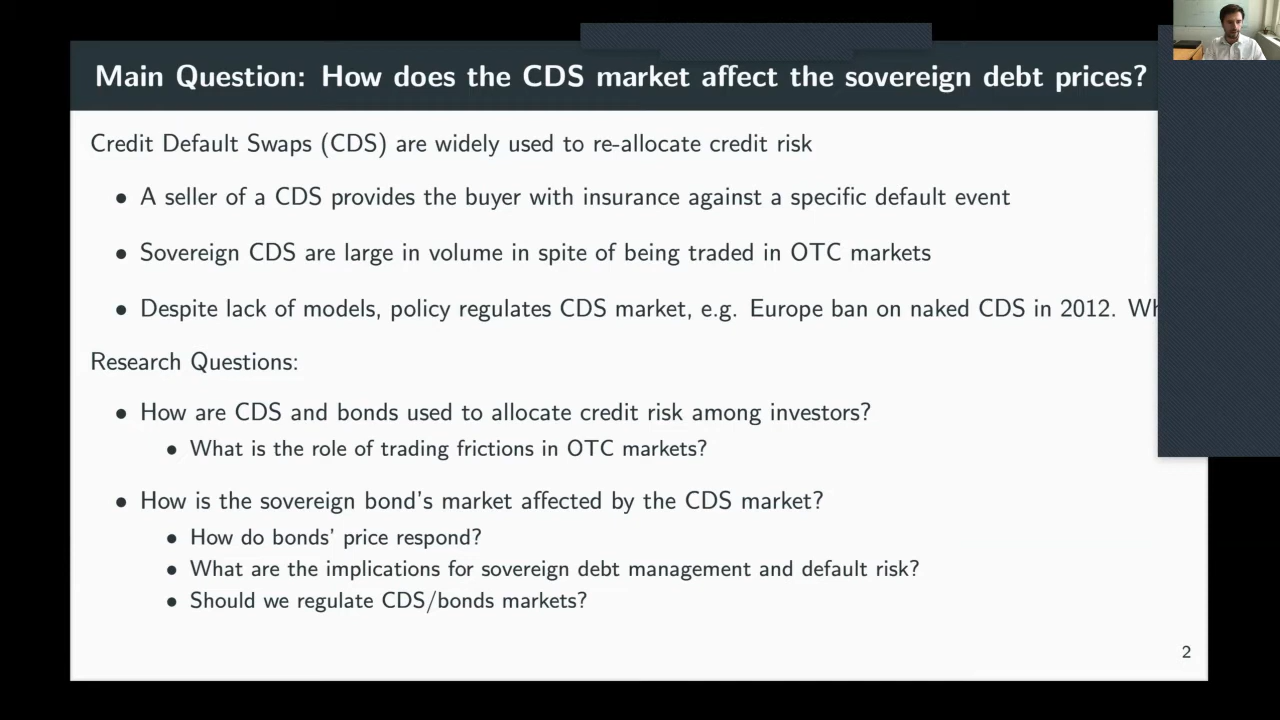 Main Question: How does the CDS market affect the sovereign debt prices?
Credit Default Swaps (CDS) are widely used to re-allocate credit risk
• A seller of a CDS provides the buyer with insurance against a specific default event
• Sovereign CDS are large in volume in spite of being traded in OTC markets
• Despite lack of models, policy regulates CDS market, e.g. Europe ban on naked CDS in 2012.
Research Questions:
• How are CDS and bonds used to allocate credit risk among investors?
• What is the role of trading frictions in OTC markets?
• How is the sovereign bond's market affected by the CDS market?
• How do bonds' price respond?
• What are the implications for sovereign debt management and default risk?
• Should we regulate CDS/bonds markets?
2